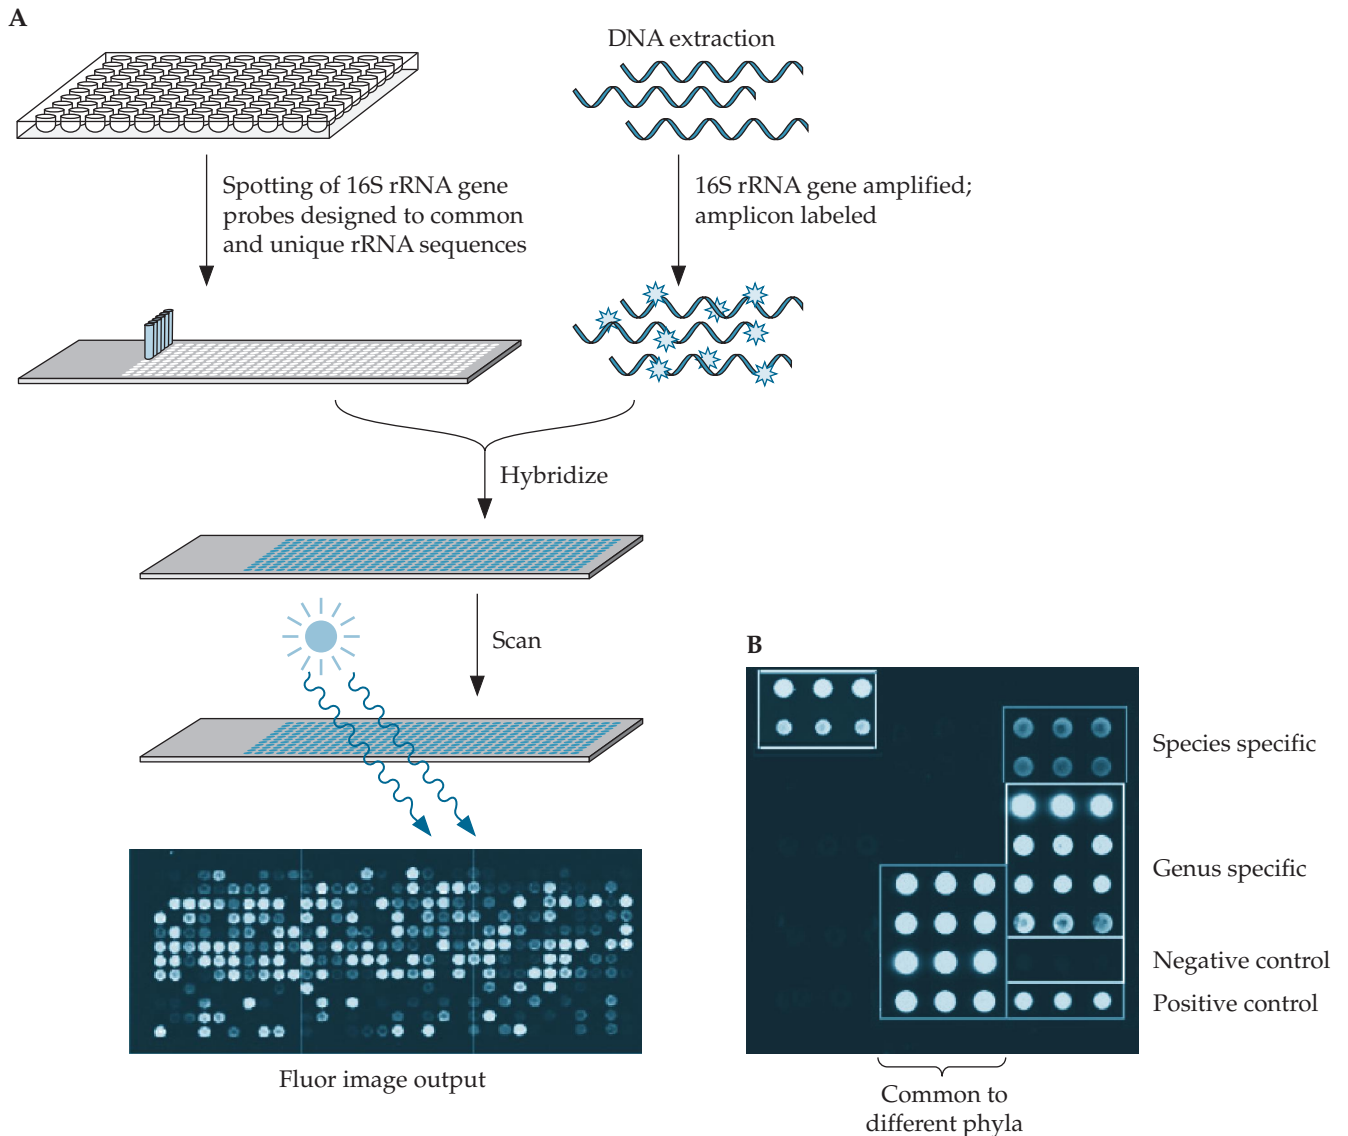 A
DNA extraction
Spotting of 16S rRNA gene
probes designed to common
and unique rRNA sequences
16S rRNA gene amplified;
amplicon labeled
Hybridize
Scan
Fluor image output
B
Species specific
Genus specific
Negative control
Positive control
Common to
different phyla